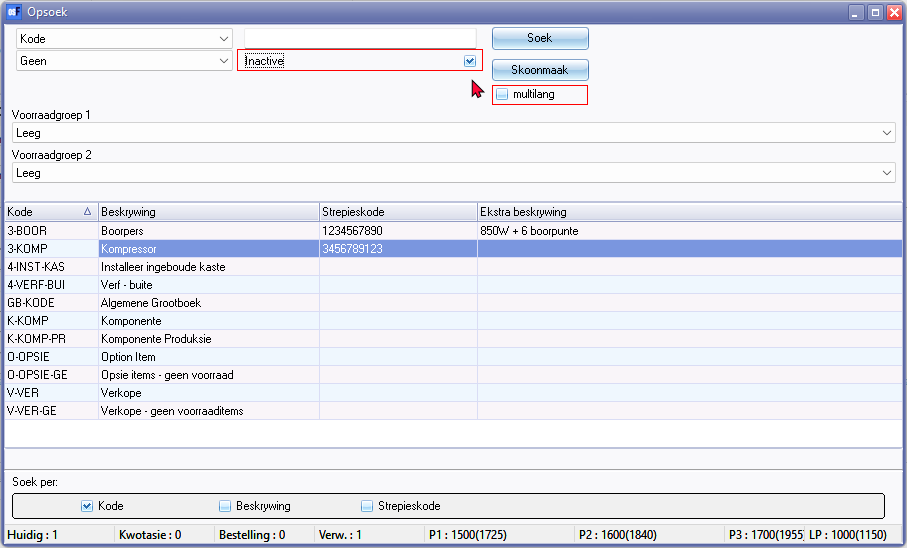 Opsoek
Kode Soek
Geen Inactive Skoonmaak
multilang
Voorraadgroep 1
Leeg
Voorraadgroep 2
Leeg
Kode Beskrywing Strepieskode Ekstra beskrywing
3-BOOR Boorpers 1234567890 850W + 6 boorpunte
3-KOMP Kompressor 3456789123
4-INST-KAS Installeer ingeboude kaste
4-VERF-BUI Verf - buite
GB-KODE Algemene Grootboek
K-KOMP Komponente
K-KOMP-PR Komponente Produksie
O-OPSIE Option Item
O-OPSIE-GE Opsie items - geen voorraad
V-VER Verkope
V-VER-GE Verkope - geen voorraaditems
Soek per:
Kode Beskrywing Strepieskode
Huidig : 1 Kwotasie : 0 Bestelling : 0 Verw. : 1 P1 : 1500(1725) P2 : 1600(1840) P3 : 1700(1955) LP : 1000(1150)